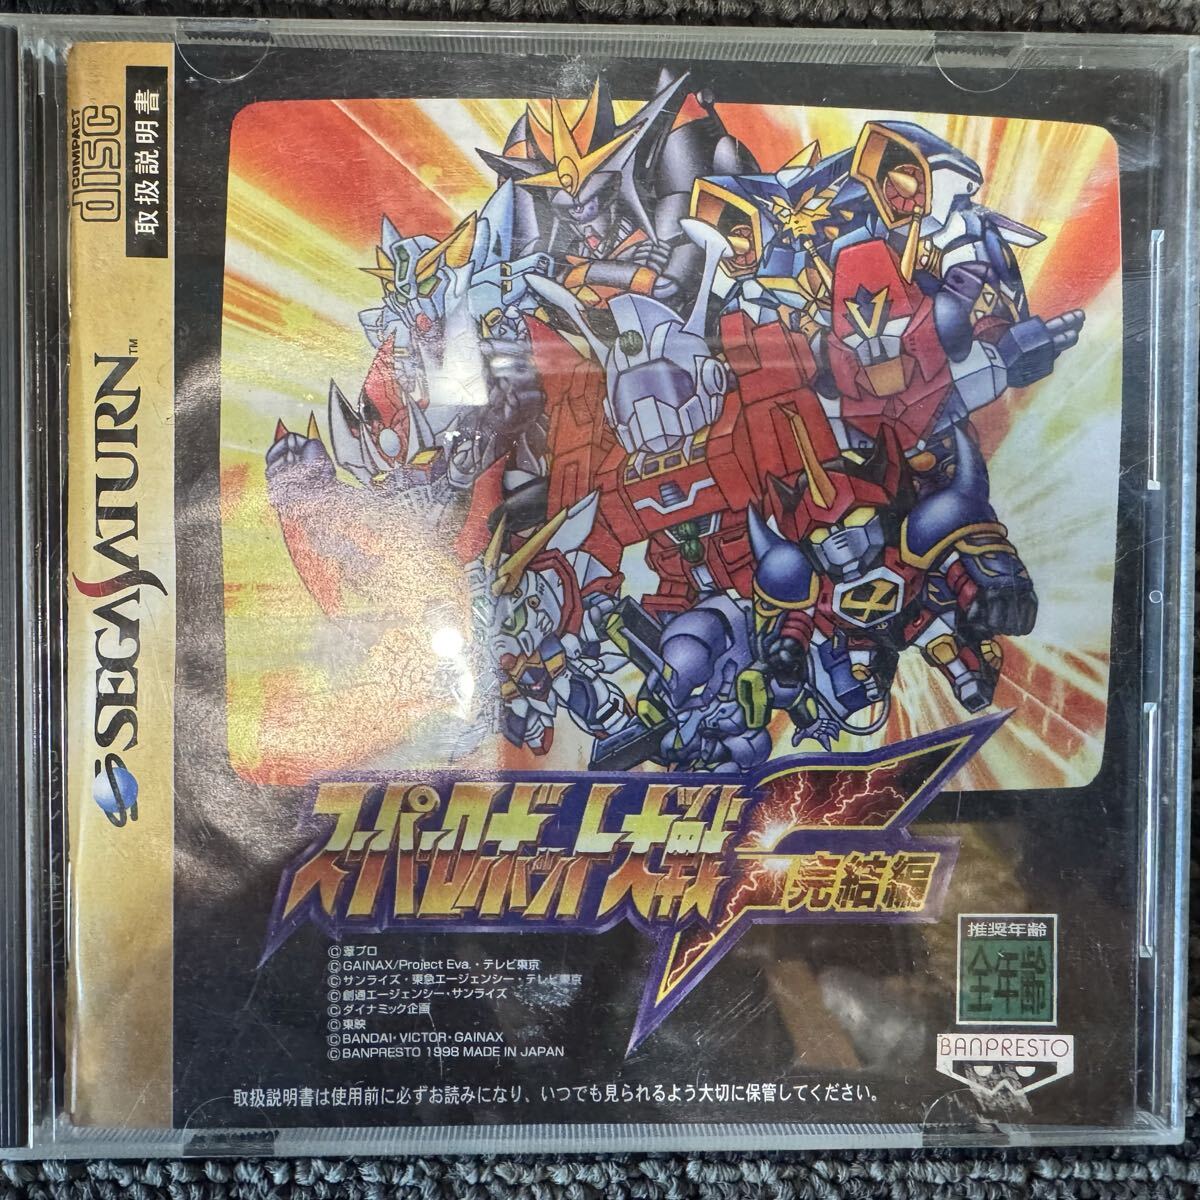 COMPACT
DISC
取扱説明書
SEGA SATURN™
スーパーロボット大戦F
完結編
©葦プロ
©GAINAX/Project Eva.・テレビ東京
©サンライズ・東急エージェンシー・テレビ東京
©創通エージェンシー・サンライズ
©ダイナミック企画
©東映
©BANDAI・VICTOR・GAINAX
©BANPRESTO 1998 MADE IN JAPAN
推奨年齢
全年齢
BANPRESTO
取扱説明書は使用前に必ずお読みになり、いつでも見られるよう大切に保管してください。